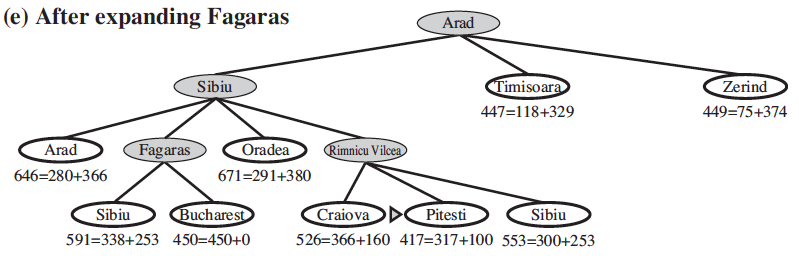 (e) After expanding Fagaras
Arad
Sibiu
Timisoara
Zerind
447=118+329
449=75+374
Arad
Fagaras
Oradea
Rimnicu Vilcea
646=280+366
671=291+380
Sibiu
Bucharest
Craiova
Pitesti
Sibiu
591=338+253
450=450+0
526=366+160
417=317+100
553=300+253